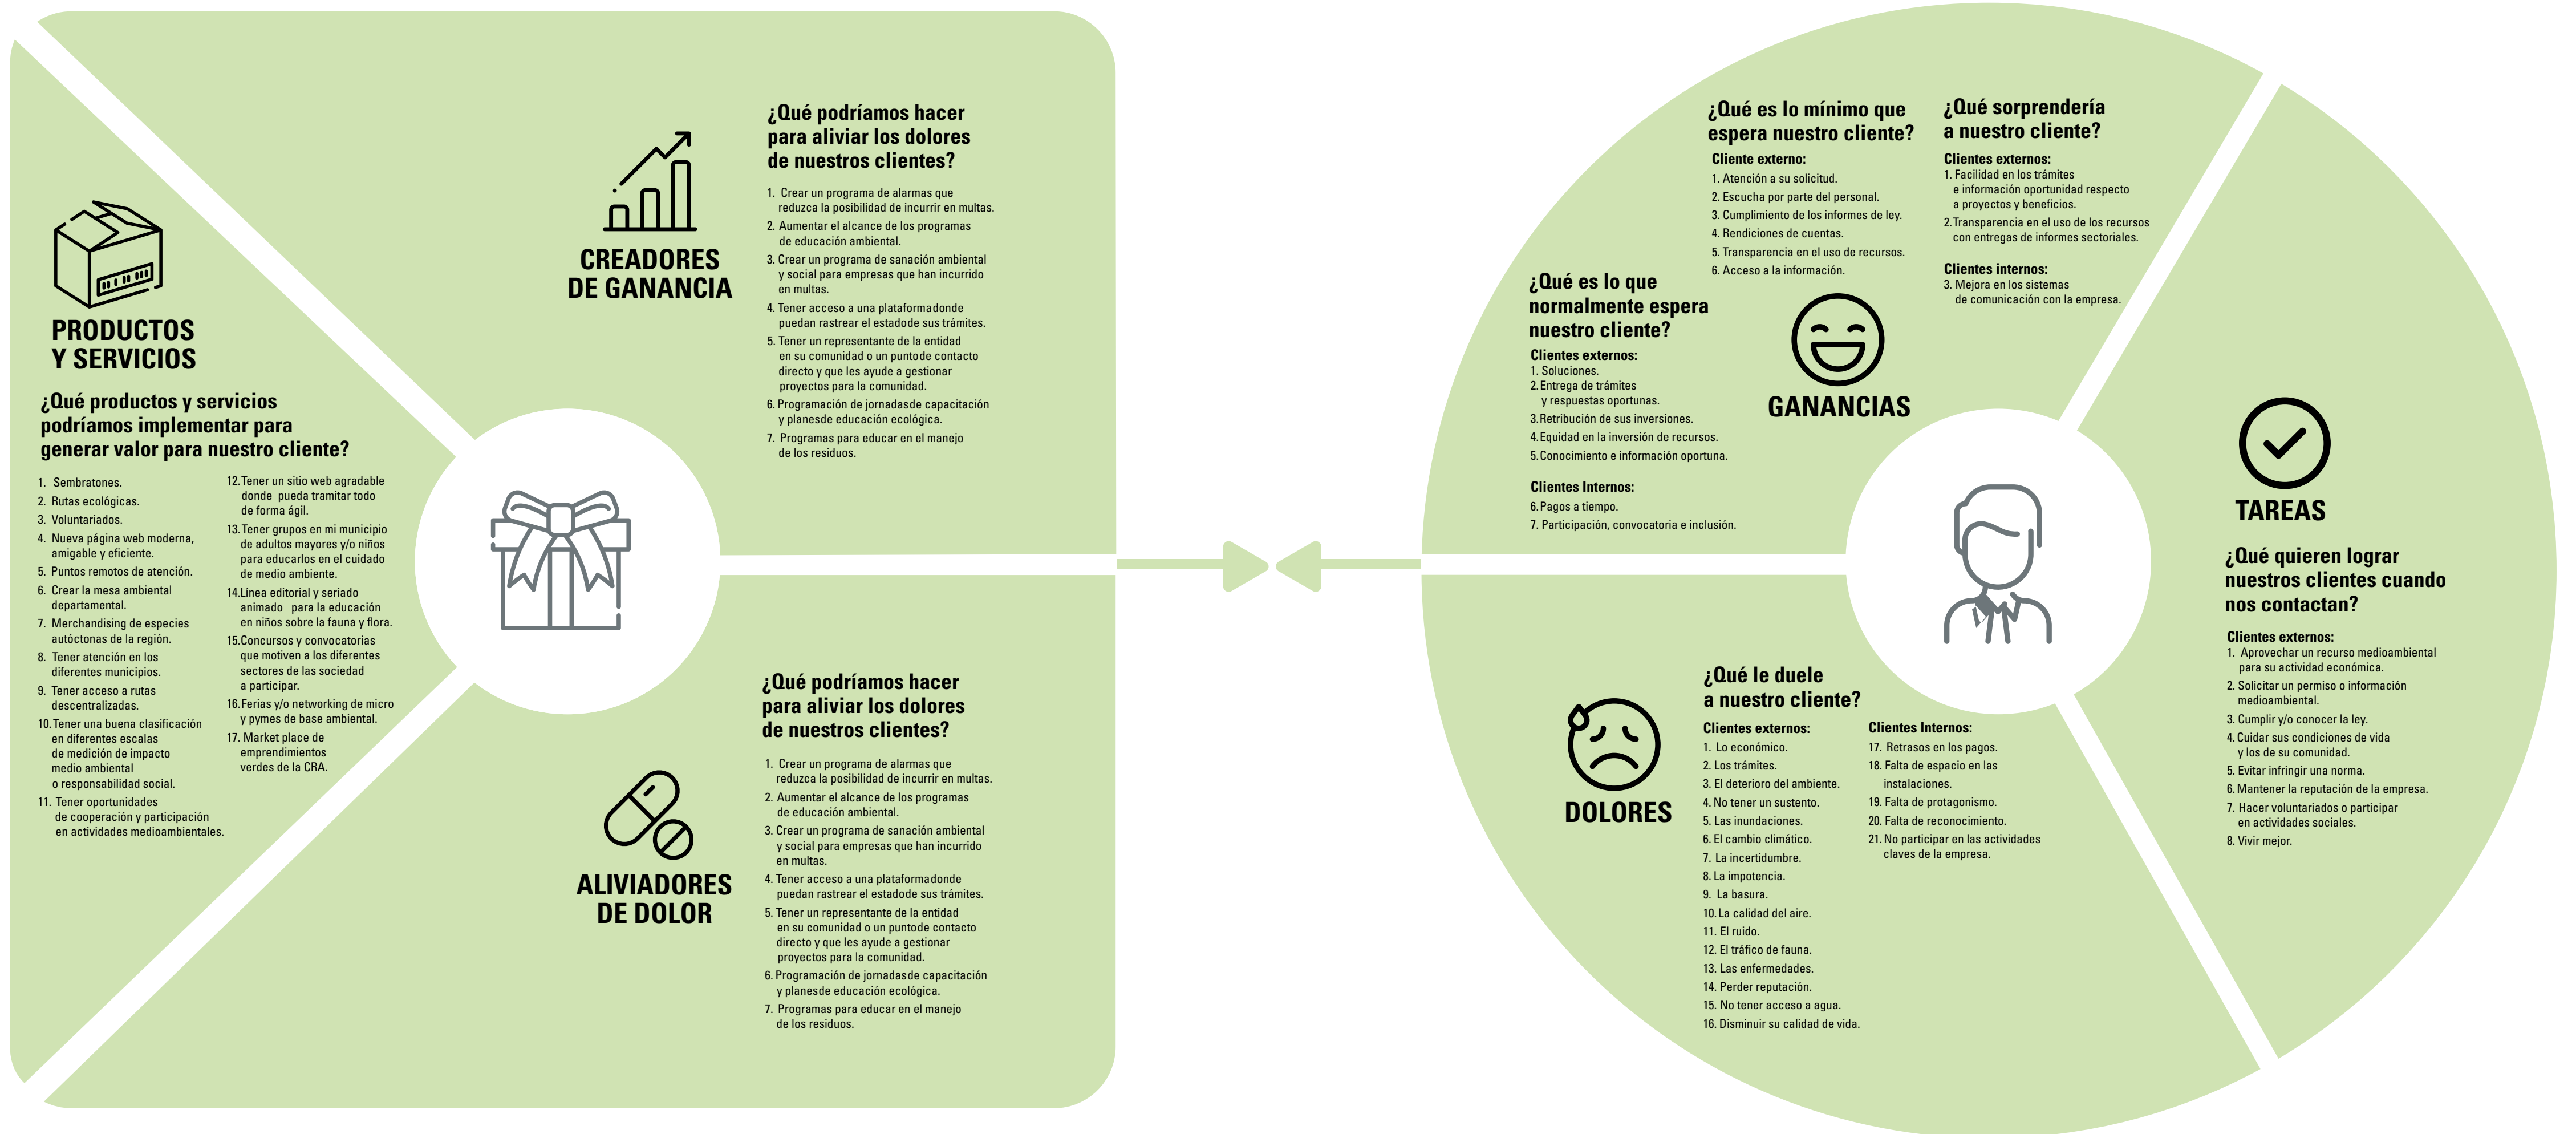 PRODUCTOS
Y SERVICIOS
¿Qué productos y servicios
podríamos implementar para
generar valor para nuestro cliente?
1. Sembratones.
2. Rutas ecológicas.
3. Voluntariados.
4. Nueva página web moderna,
amigable y eficiente.
5. Puntos remotos de atención.
6. Crear la mesa ambiental
departamental.
7. Merchandising de especies
autóctonas de la región.
8. Tener atención en los
diferentes municipios.
9. Tener acceso a rutas
descentralizadas.
10. Tener una buena clasificación
en diferentes escalas
de medición de impacto
medio ambiental
o responsabilidad social.
11. Tener oportunidades
de cooperación y participación
en actividades medioambientales.
12.Tener un sitio web agradable
donde pueda tramitar todo
de forma ágil.
13. Tener grupos en mi municipio
de adultos mayores y/o niños
para educarlos en el cuidado
de medio ambiente.
14.Línea editorial y seriado
animado para la educación
en niños sobre la fauna y flora.
15.Concursos y convocatorias
que motiven a los diferentes
sectores de las sociedad
a participar.
16.Ferias y/o networking de micro
y pymes de base ambiental.
17. Market place de
emprendimientos
verdes de la CRA.
CREADORES
DE GANANCIA
¿Qué podríamos hacer
para aliviar los dolores
de nuestros clientes?
1. Crear un programa de alarmas que
reduzca la posibilidad de incurrir en multas.
2. Aumentar el alcance de los programas
de educación ambiental.
3. Crear un programa de sanación ambiental
y social para empresas que han incurrido
en multas.
4. Tener acceso a una plataformadonde
puedan rastrear el estadode sus trámites.
5. Tener un representante de la entidad
en su comunidad o un puntode contacto
directo y que les ayude a gestionar
proyectos para la comunidad.
6. Programación de jornadasde capacitación
y planesde educación ecológica.
7. Programas para educar en el manejo
de los residuos.
ALIVIADORES
DE DOLOR
¿Qué podríamos hacer
para aliviar los dolores
de nuestros clientes?
1. Crear un programa de alarmas que
reduzca la posibilidad de incurrir en multas.
2. Aumentar el alcance de los programas
de educación ambiental.
3. Crear un programa de sanación ambiental
y social para empresas que han incurrido
en multas.
4. Tener acceso a una plataformadonde
puedan rastrear el estadode sus trámites.
5. Tener un representante de la entidad
en su comunidad o un puntode contacto
directo y que les ayude a gestionar
proyectos para la comunidad.
6. Programación de jornadasde capacitación
y planesde educación ecológica.
7. Programas para educar en el manejo
de los residuos.
¿Qué es lo que
normalmente espera
nuestro cliente?
Clientes externos:
1. Soluciones.
2. Entrega de trámites
y respuestas oportunas.
3. Retribución de sus inversiones.
4. Equidad en la inversión de recursos.
5. Conocimiento e información oportuna.
Clientes Internos:
6. Pagos a tiempo.
7. Participación, convocatoria e inclusión.
¿Qué es lo mínimo que
espera nuestro cliente?
Cliente externo:
1. Atención a su solicitud.
2. Escucha por parte del personal.
3. Cumplimiento de los informes de ley.
4. Rendiciones de cuentas.
5. Transparencia en el uso de recursos.
6. Acceso a la información.
¿Qué sorprendería
a nuestro cliente?
Clientes externos:
1. Facilidad en los trámites
e información oportunidad respecto
a proyectos y beneficios.
2.Transparencia en el uso de los recursos
con entregas de informes sectoriales.
Clientes internos:
3. Mejora en los sistemas
de comunicación con la empresa.
GANANCIAS
DOLORES
¿Qué le duele
a nuestro cliente?
Clientes externos:
1. Lo económico.
2. Los trámites.
3. El deterioro del ambiente.
4. No tener un sustento.
5. Las inundaciones.
6. El cambio climático.
7. La incertidumbre.
8. La impotencia.
9. La basura.
10. La calidad del aire.
11. El ruido.
12. El tráfico de fauna.
13. Las enfermedades.
14. Perder reputación.
15. No tener acceso a agua.
16. Disminuir su calidad de vida.
Clientes Internos:
17. Retrasos en los pagos.
18. Falta de espacio en las
instalaciones.
19. Falta de protagonismo.
20. Falta de reconocimiento.
21. No participar en las actividades
claves de la empresa.
TAREAS
¿Qué quieren lograr
nuestros clientes cuando
nos contactan?
Clientes externos:
1. Aprovechar un recurso medioambiental
para su actividad económica.
2. Solicitar un permiso o información
medioambiental.
3. Cumplir y/o conocer la ley.
4. Cuidar sus condiciones de vida
y los de su comunidad.
5. Evitar infringir una norma.
6. Mantener la reputación de la empresa.
7. Hacer voluntariados o participar
en actividades sociales.
8. Vivir mejor.